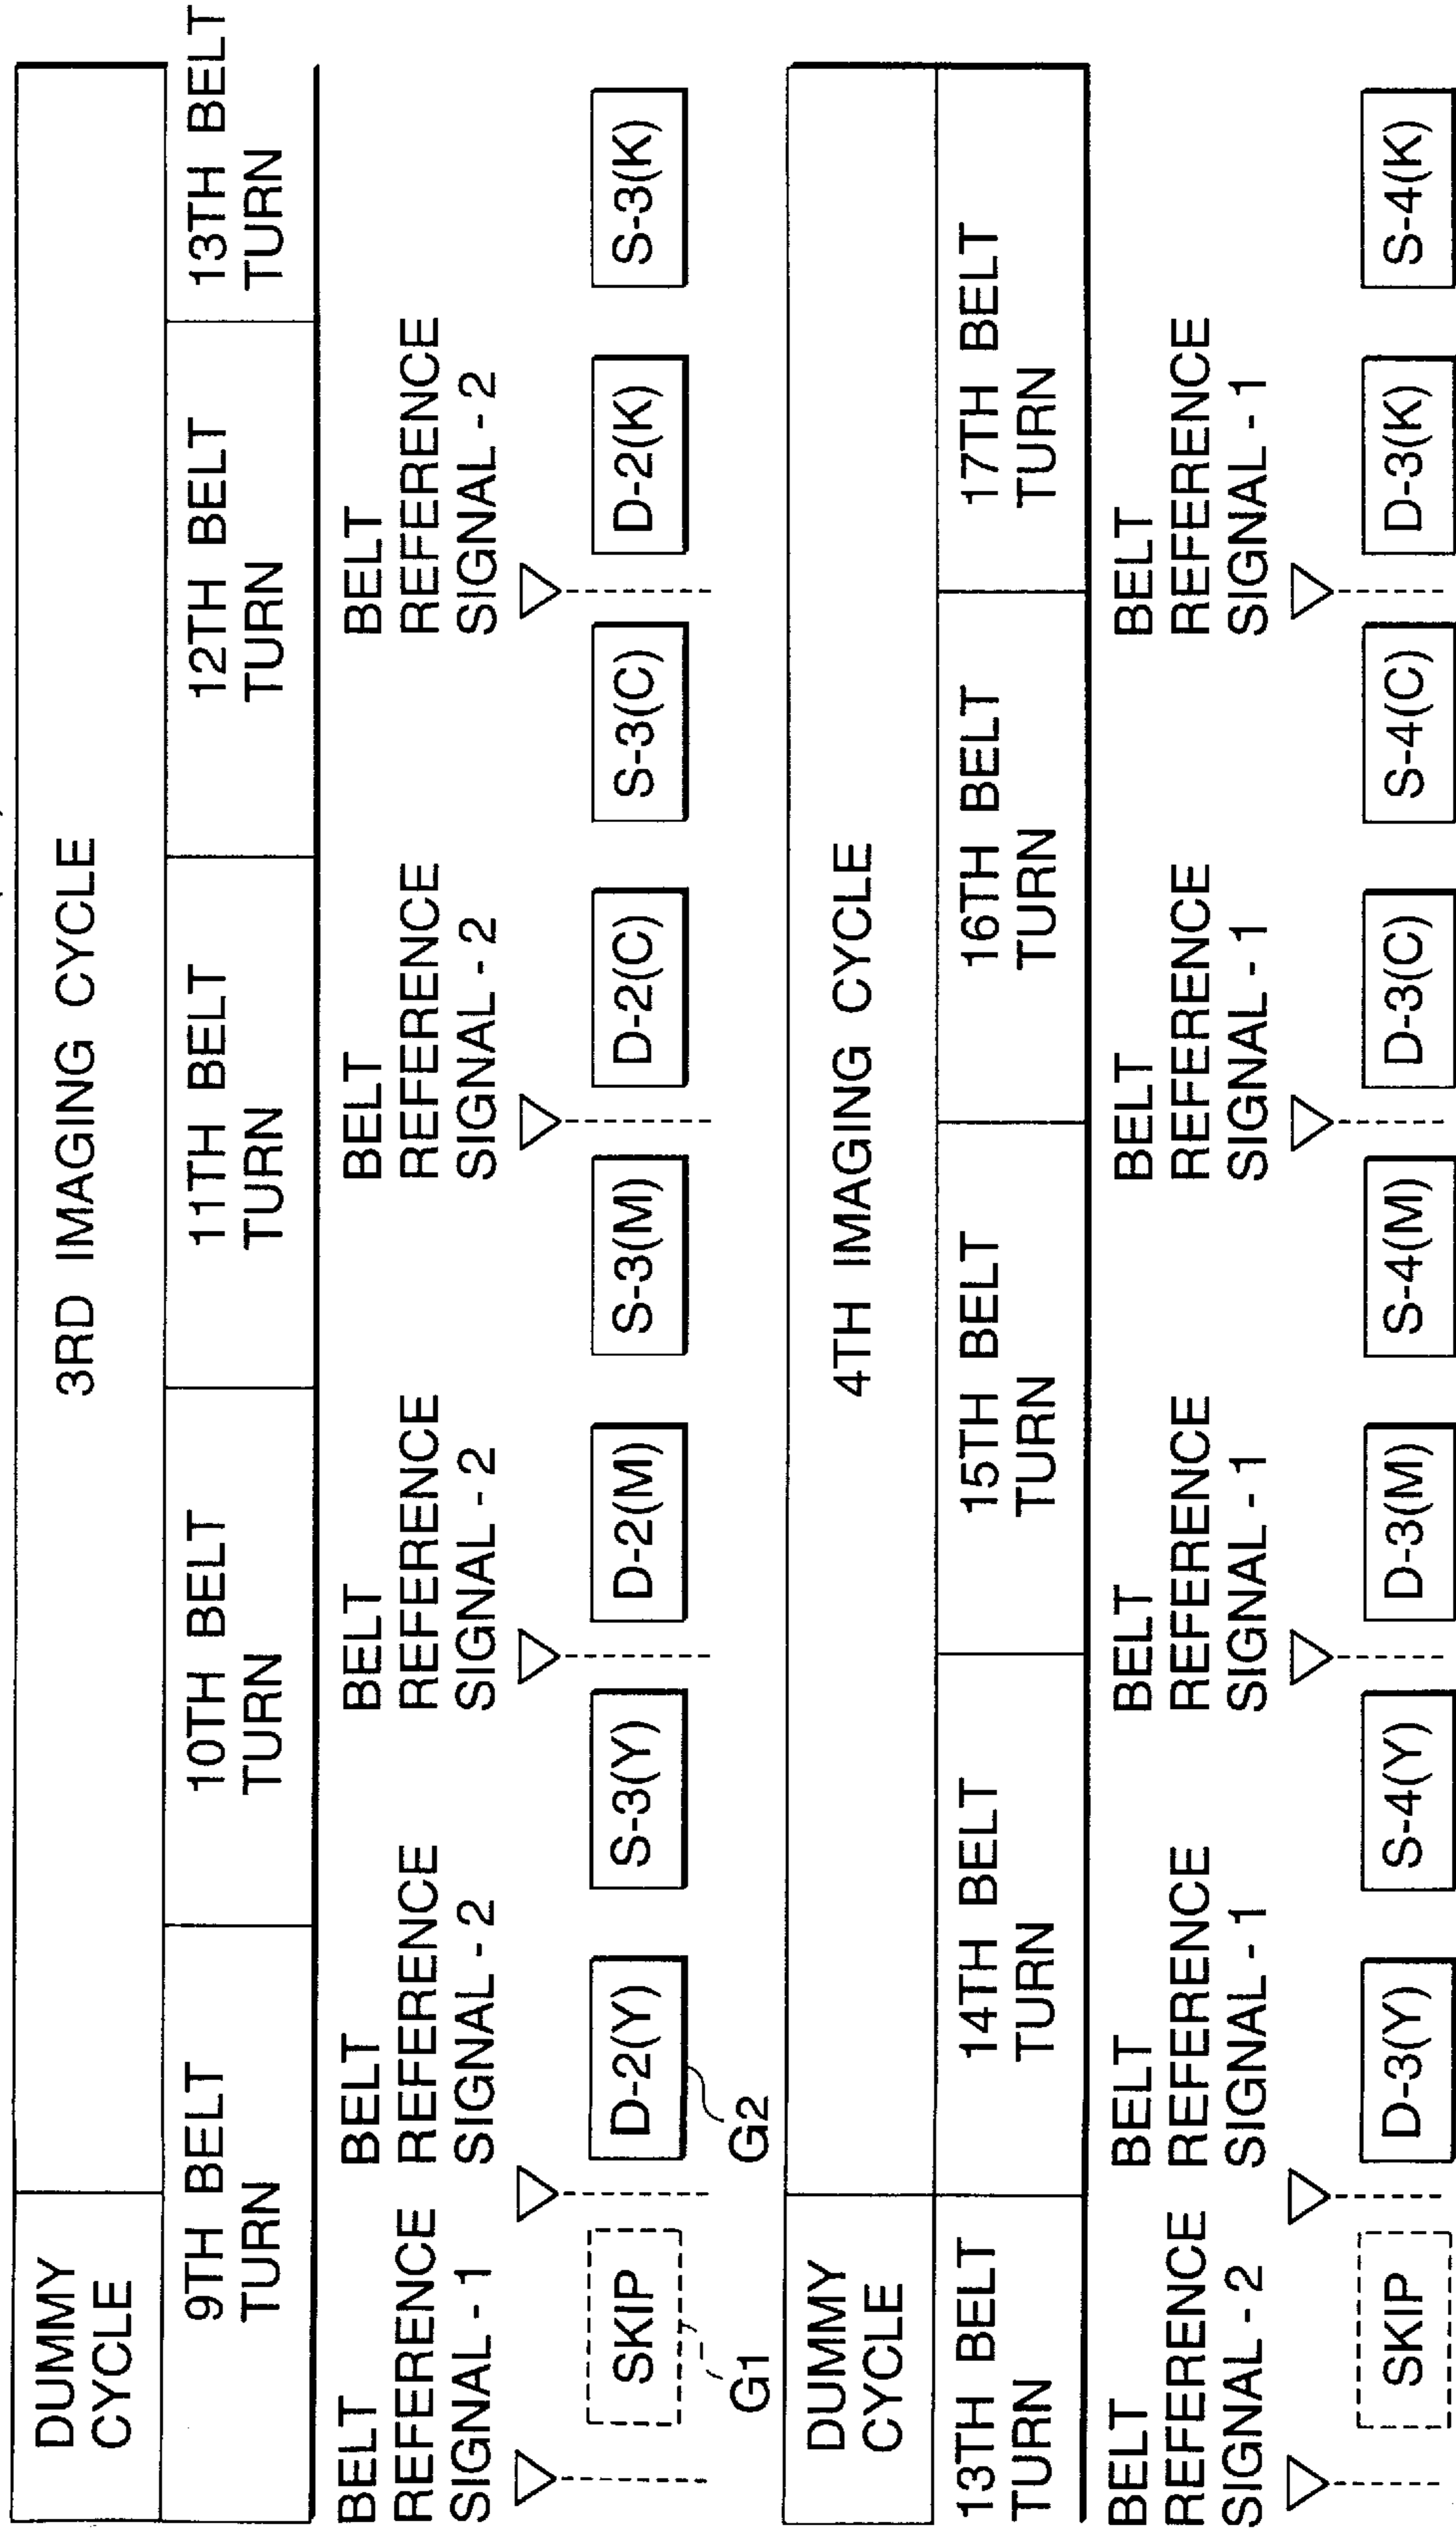 DUMMY
CYCLE
3RD IMAGING CYCLE
9TH BELT
TURN
10TH BELT
TURN
11TH BELT
TURN
12TH BELT
TURN
13TH BELT
TURN
BELT
REFERENCE
SIGNAL - 1
BELT
REFERENCE
SIGNAL - 2
BELT
REFERENCE
SIGNAL - 2
BELT
REFERENCE
SIGNAL - 2
BELT
REFERENCE
SIGNAL - 2
SKIP
D-2(Y)
S-3(Y)
D-2(M)
S-3(M)
D-2(C)
S-3(C)
D-2(K)
S-3(K)
G1
G2
DUMMY
CYCLE
4TH IMAGING CYCLE
13TH BELT
TURN
14TH BELT
TURN
15TH BELT
TURN
16TH BELT
TURN
17TH BELT
TURN
BELT
REFERENCE
SIGNAL - 2
BELT
REFERENCE
SIGNAL - 1
BELT
REFERENCE
SIGNAL - 1
BELT
REFERENCE
SIGNAL - 1
BELT
REFERENCE
SIGNAL - 1
SKIP
D-3(Y)
S-4(Y)
D-3(M)
S-4(M)
D-3(C)
S-4(C)
D-3(K)
S-4(K)